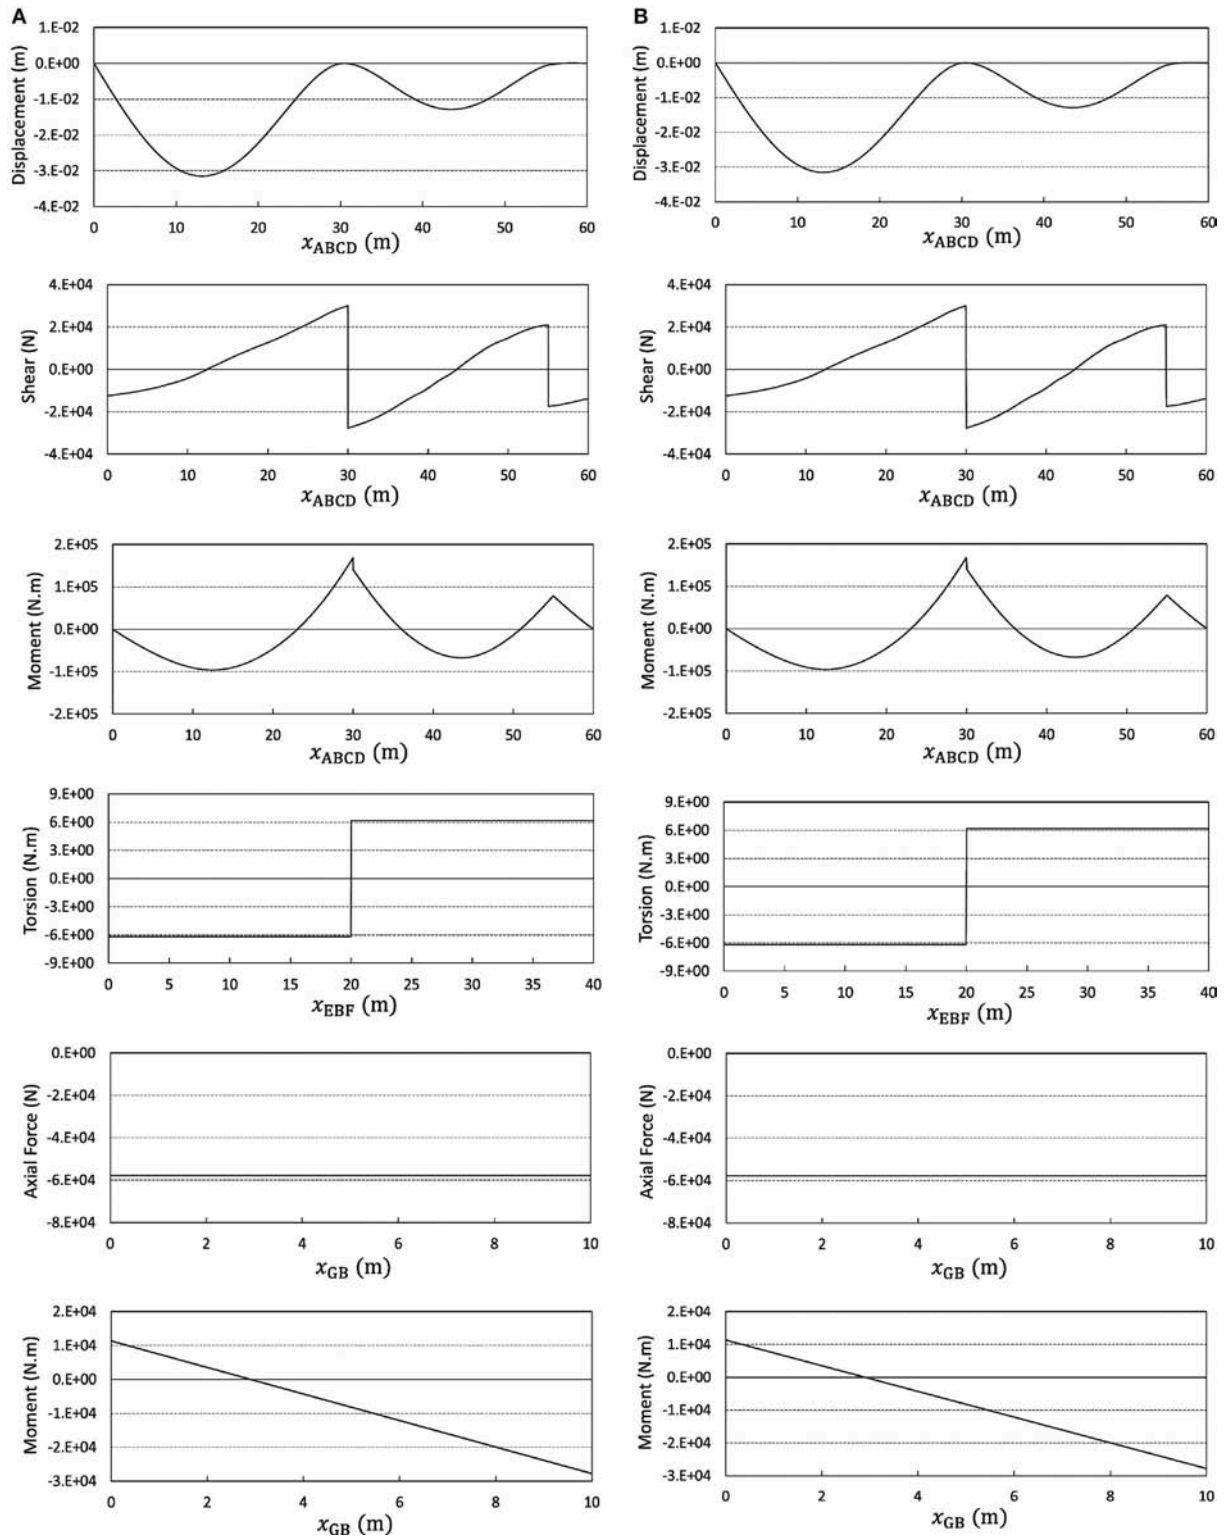 A
B
Displacement (m)
1.E-02
0.E+00
-1.E-02
-2.E-02
-3.E-02
-4.E-02
0 10 20 30 40 50 60
x_ABCD (m)
Displacement (m)
1.E-02
0.E+00
-1.E-02
-2.E-02
-3.E-02
-4.E-02
0 10 20 30 40 50 60
x_ABCD (m)
Shear (N)
4.E+04
2.E+04
0.E+00
-2.E+04
-4.E+04
0 10 20 30 40 50 60
x_ABCD (m)
Shear (N)
4.E+04
2.E+04
0.E+00
-2.E+04
-4.E+04
0 10 20 30 40 50 60
x_ABCD (m)
Moment (N.m)
2.E+05
1.E+05
0.E+00
-1.E+05
-2.E+05
0 10 20 30 40 50 60
x_ABCD (m)
Moment (N.m)
2.E+05
1.E+05
0.E+00
-1.E+05
-2.E+05
0 10 20 30 40 50 60
x_ABCD (m)
Torsion (N.m)
9.E+00
6.E+00
3.E+00
0.E+00
-3.E+00
-6.E+00
-9.E+00
0 5 10 15 20 25 30 35 40
x_EBF (m)
Torsion (N.m)
9.E+00
6.E+00
3.E+00
0.E+00
-3.E+00
-6.E+00
-9.E+00
0 5 10 15 20 25 30 35 40
x_EBF (m)
Axial Force (N)
0.E+00
-2.E+04
-4.E+04
-6.E+04
-8.E+04
0 2 4 6 8 10
x_GB (m)
Axial Force (N)
0.E+00
-2.E+04
-4.E+04
-6.E+04
-8.E+04
0 2 4 6 8 10
x_GB (m)
Moment (N.m)
2.E+04
1.E+04
0.E+00
-1.E+04
-2.E+04
-3.E+04
0 2 4 6 8 10
x_GB (m)
Moment (N.m)
2.E+04
1.E+04
0.E+00
-1.E+04
-2.E+04
-3.E+04
0 2 4 6 8 10
x_GB (m)